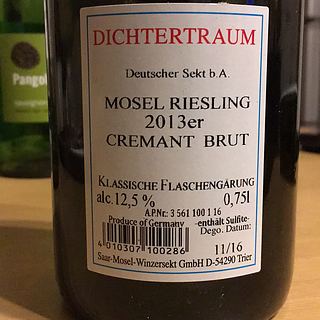 DICHTERTRAUM
Deutscher Sekt b.A.
MOSEL RIESLING
2013er
CREMANT BRUT
KLASSISCHE FLASCHENGÄRUNG
alc.12,5 % 0,75l
A.P.Nr.: 3 561 100 1 16
Produce of Germany -enthält Sulfite-
Dego. Datum:
4 010307 100286
11/16
Saar-Mosel-Winzersekt GmbH D-54290 Trier